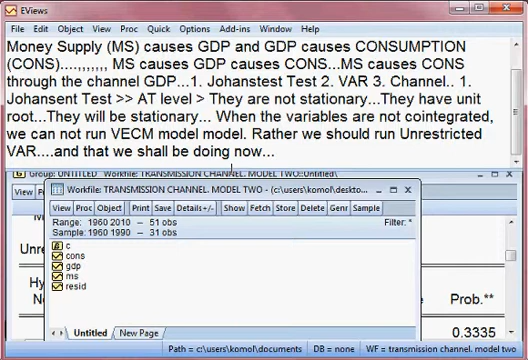 EViews
File Edit Object View Proc Quick Options Add-ins Window Help
Money Supply (MS) causes GDP and GDP causes CONSUMPTION
(CONS)....,,,,,,, MS causes GDP causes CONS...MS causes CONS
through the channel GDP...1. Johanstest Test 2. VAR 3. Channel.. 1.
Johansent Test >> AT level > They are not stationary...They have unit
root...They will be stationary... When the variables are not cointegrated,
we can not run VECM model model. Rather we should run Unrestricted
VAR....and that we shall be doing now...
Group: UNTITLED Workfile: TRANSMISSION CHANNEL. MODEL TWO::Untitled\
View
Workfile: TRANSMISSION CHANNEL. MODEL TWO - (c:\users\komol\deskto...
View Proc Object Print Save Details+/- Show Fetch Store Delete Genr Sample
Range: 1960 2010 -- 51 obs Filter: *
Sample: 1960 1990 -- 31 obs
c
cons
gdp
ms
resid
Unre
Hy
No
Prob.**
0.3335
Untitled New Page
Path = c:\users\komol\documents DB = none WF = transmission channel. model two